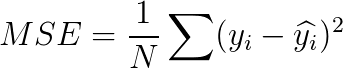 $MSE = \frac{1}{N} \sum (y_i - \widehat{y_i})^2$